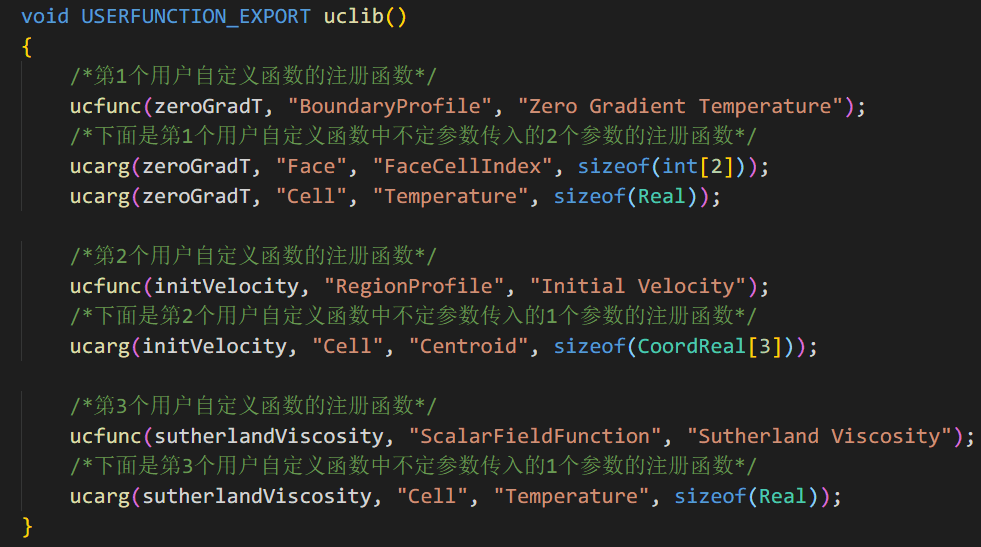 void USERFUNCTION_EXPORT uclib()
{
/*第1个用户自定义函数的注册函数*/
ucfunc(zeroGradT, "BoundaryProfile", "Zero Gradient Temperature");
/*下面是第1个用户自定义函数中不定参数传入的2个参数的注册函数*/
ucarg(zeroGradT, "Face", "FaceCellIndex", sizeof(int[2]));
ucarg(zeroGradT, "Cell", "Temperature", sizeof(Real));
/*第2个用户自定义函数的注册函数*/
ucfunc(initVelocity, "RegionProfile", "Initial Velocity");
/*下面是第2个用户自定义函数中不定参数传入的1个参数的注册函数*/
ucarg(initVelocity, "Cell", "Centroid", sizeof(CoordReal[3]));
/*第3个用户自定义函数的注册函数*/
ucfunc(sutherlandViscosity, "ScalarFieldFunction", "Sutherland Viscosity");
/*下面是第3个用户自定义函数中不定参数传入的1个参数的注册函数*/
ucarg(sutherlandViscosity, "Cell", "Temperature", sizeof(Real));
}